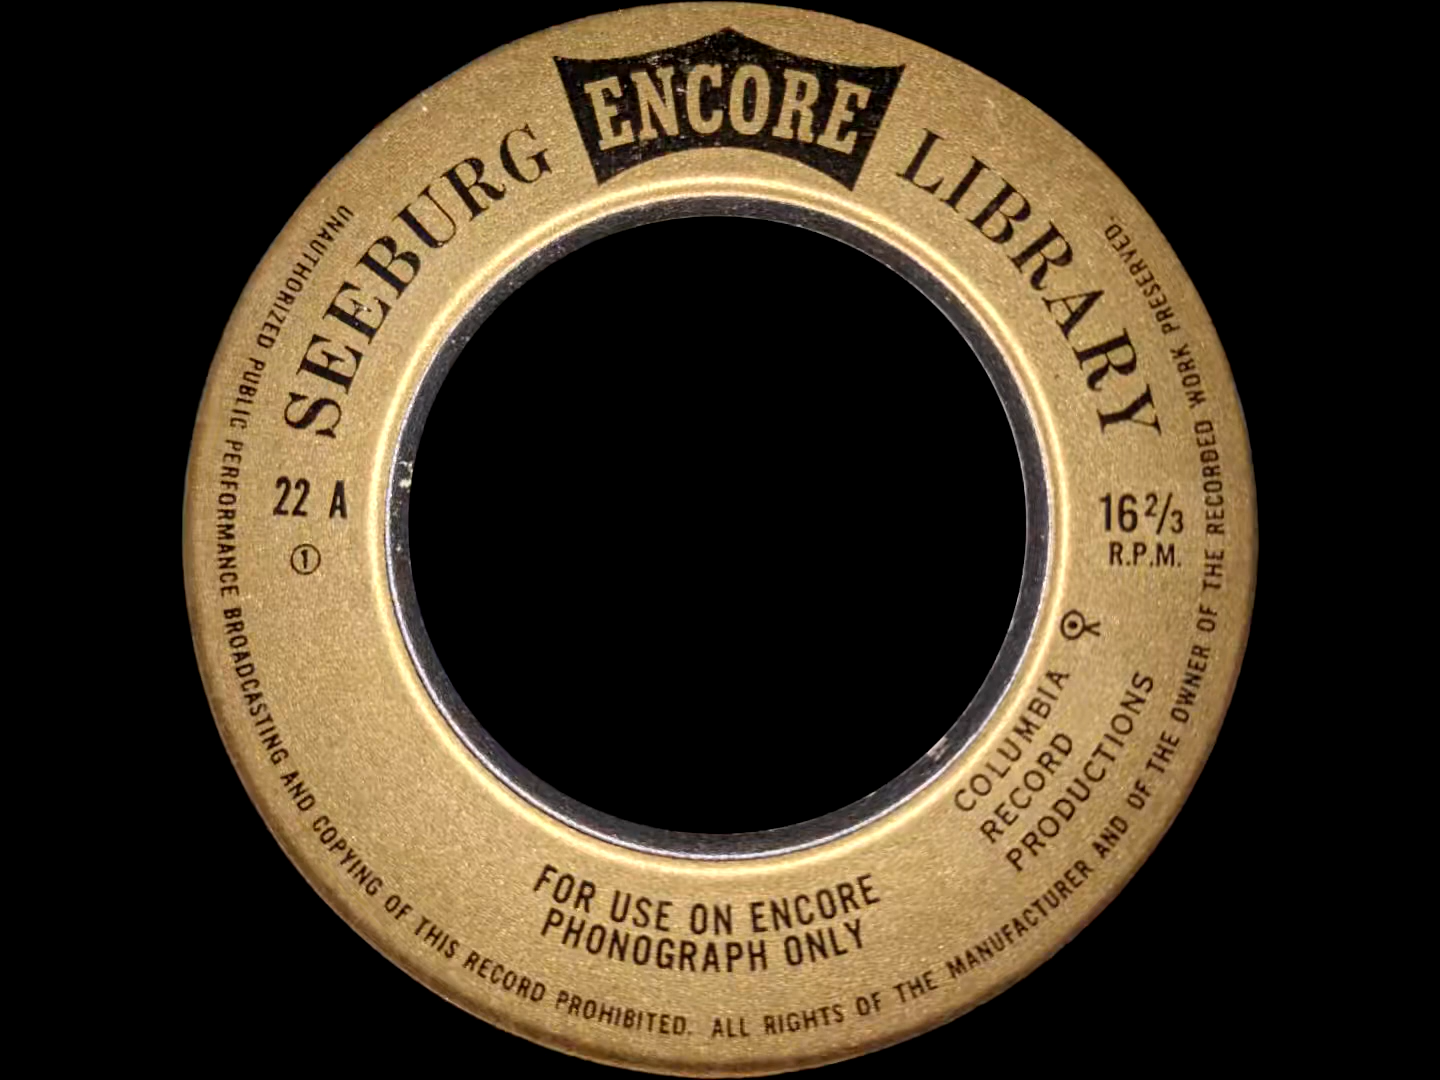 SEEBURG ENCORE LIBRARY
22 A
①
16 2/3
R.P.M.
COLUMBIA
RECORD
PRODUCTIONS
FOR USE ON ENCORE
PHONOGRAPH ONLY
UNAUTHORIZED PUBLIC PERFORMANCE BROADCASTING AND COPYING OF THIS RECORD PROHIBITED. ALL RIGHTS OF THE MANUFACTURER AND OF THE OWNER OF THE RECORDED WORK PRESERVED.